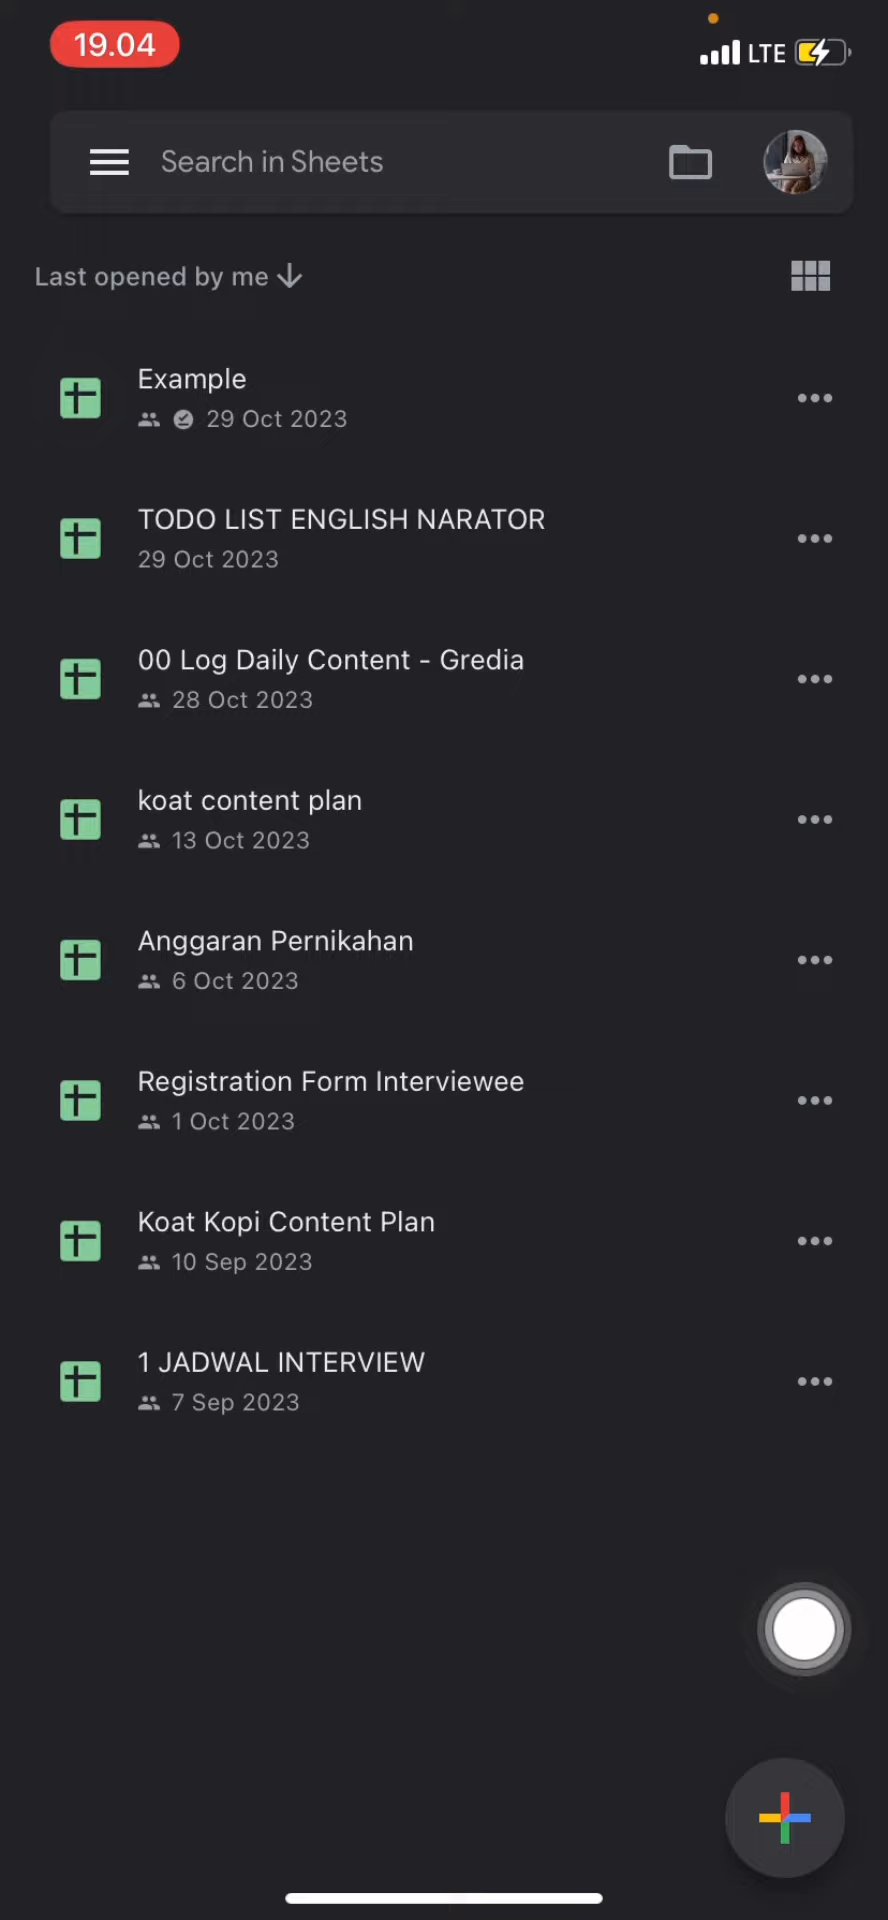 19.04
LTE
Search in Sheets
Last opened by me
Example
29 Oct 2023
TODO LIST ENGLISH NARATOR
29 Oct 2023
00 Log Daily Content - Gredia
28 Oct 2023
koat content plan
13 Oct 2023
Anggaran Pernikahan
6 Oct 2023
Registration Form Interviewee
1 Oct 2023
Koat Kopi Content Plan
10 Sep 2023
1 JADWAL INTERVIEW
7 Sep 2023